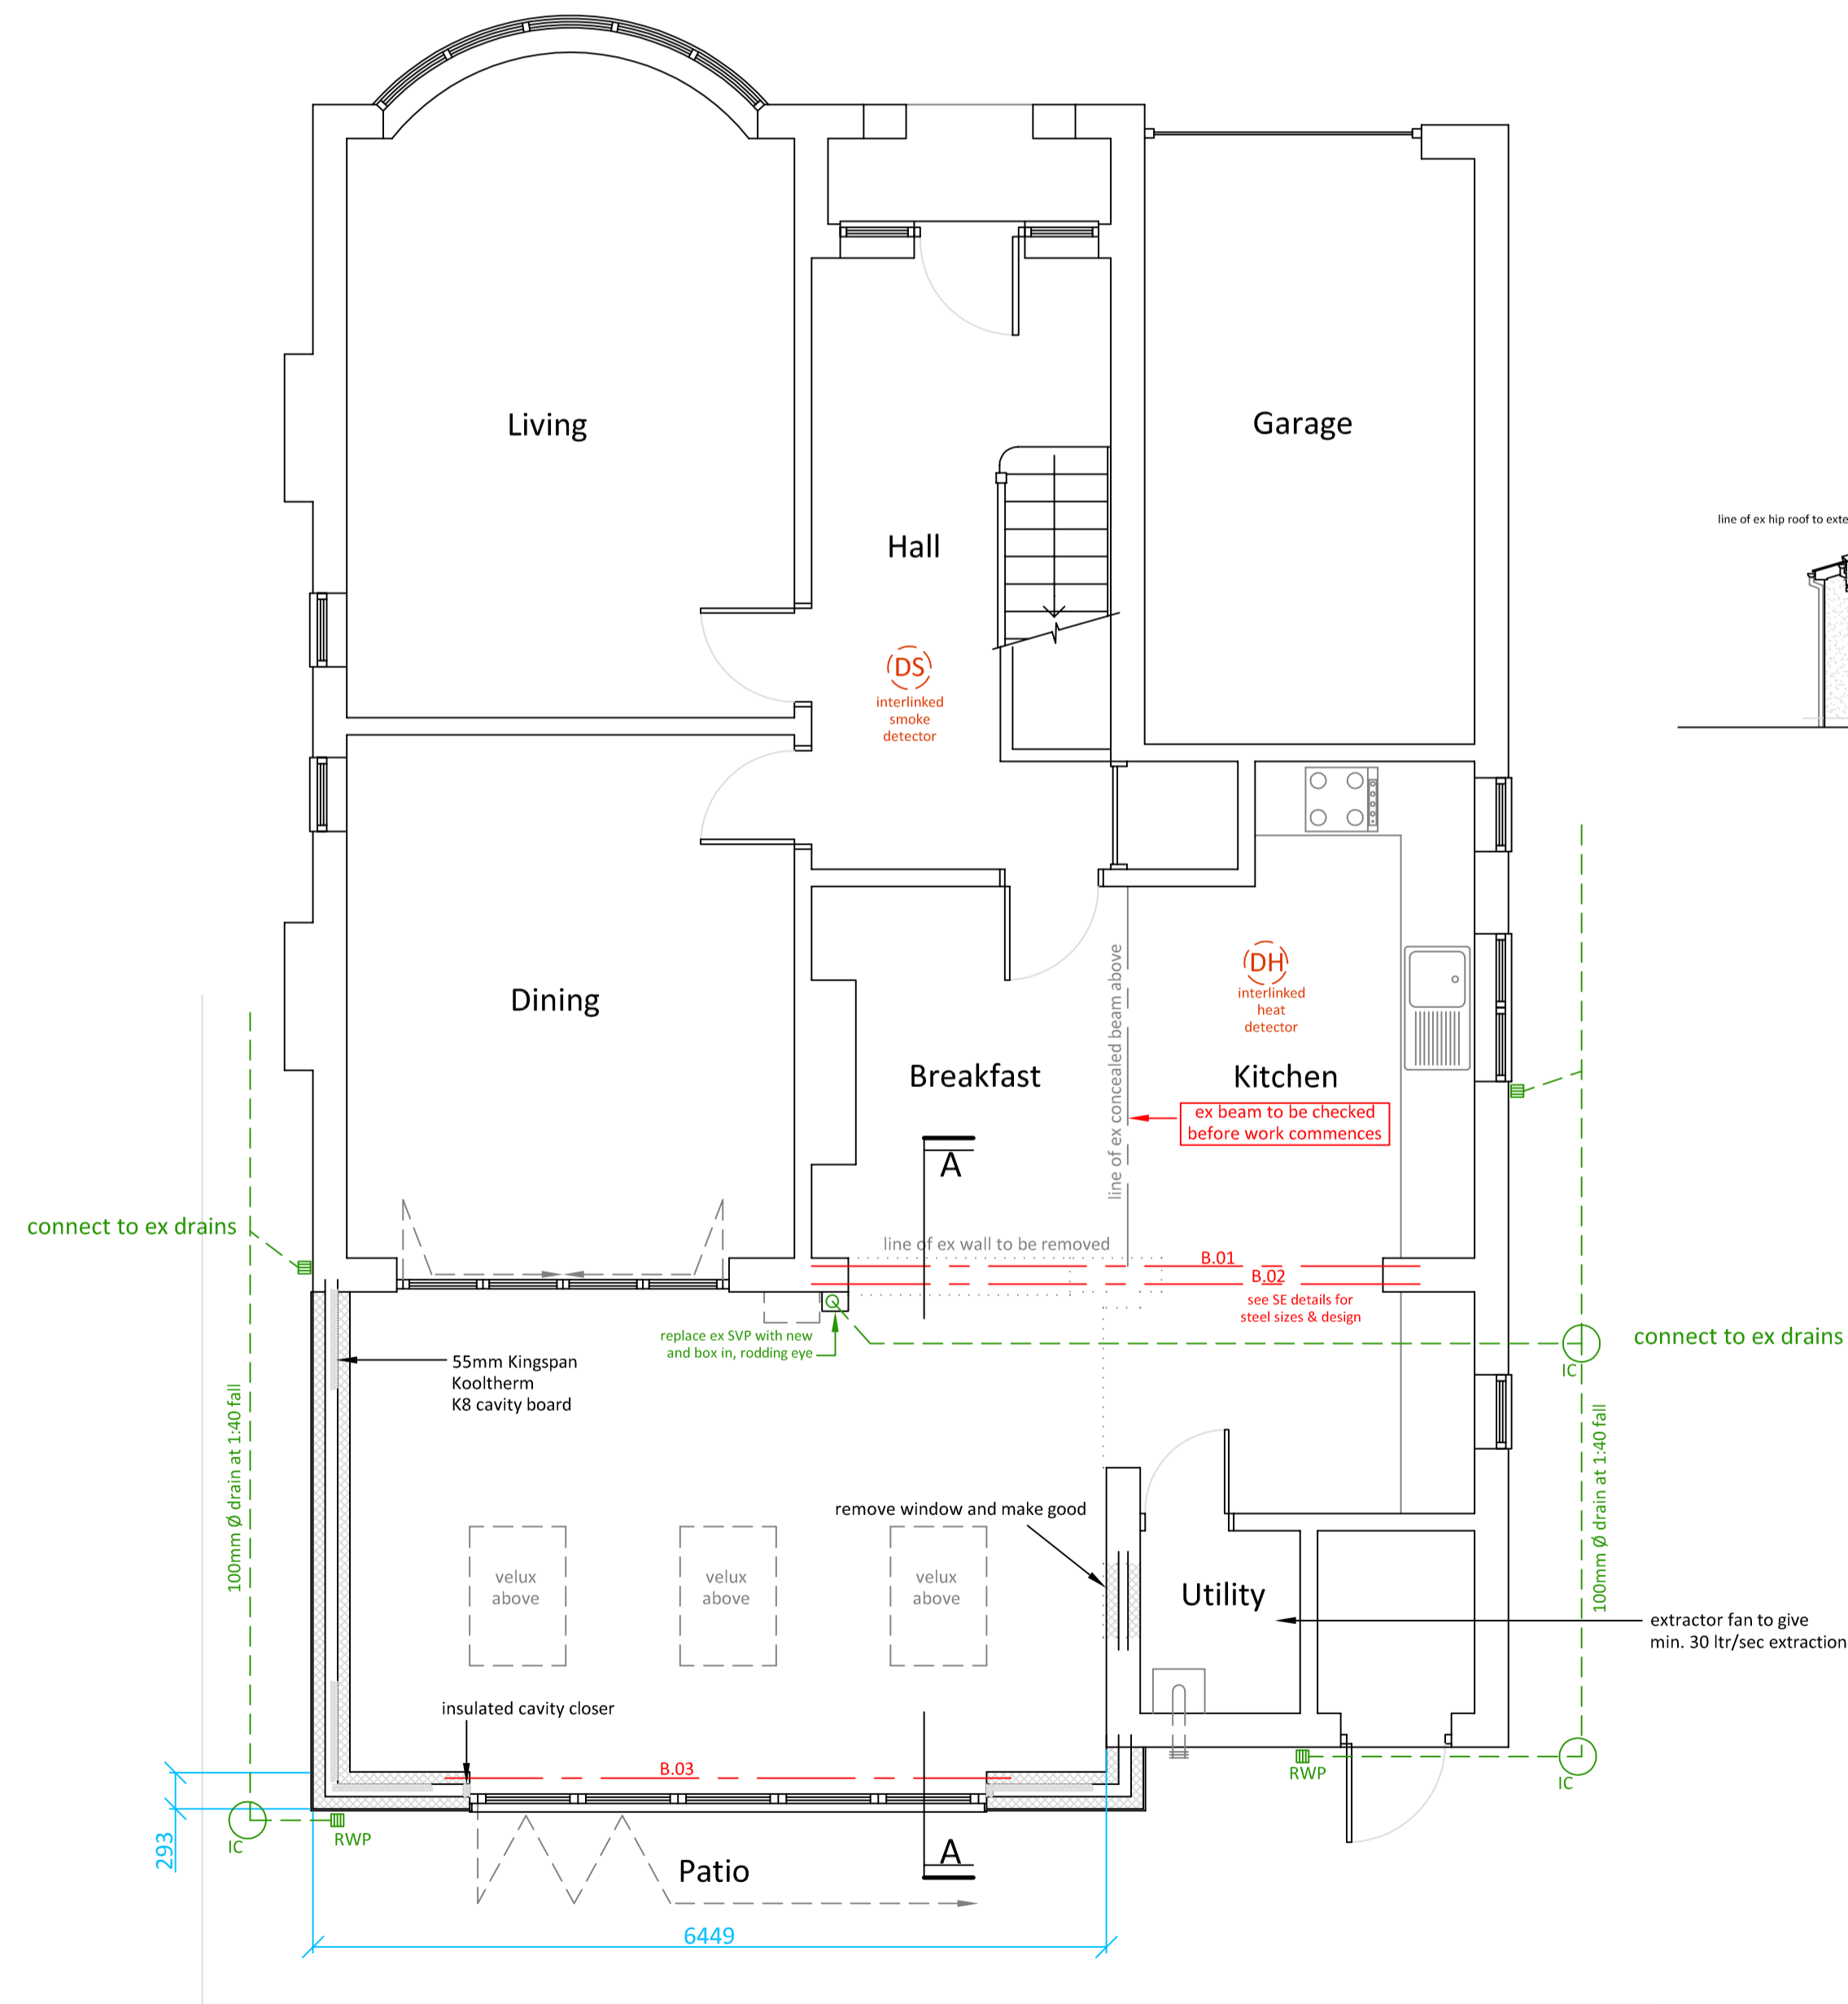 Living
Garage
line of ex hip roof to exte
Hall
DS
interlinked
smoke
detector
Dining
DH
interlinked
heat
detector
line of ex concealed beam above
Breakfast
Kitchen
ex beam to be checked
before work commences
A
connect to ex drains
line of ex wall to be removed
B.01
B.02
see SE details for
steel sizes & design
replace ex SVP with new
and box in, rodding eye
connect to ex drains
IC
55mm Kingspan
Kooltherm
K8 cavity board
100mm Ø drain at 1:40 fall
100mm Ø drain at 1:40 fall
remove window and make good
velux
above
velux
above
velux
above
Utility
extractor fan to give
min. 30 ltr/sec extraction
insulated cavity closer
B.03
RWP
IC
293
IC
RWP
A
Patio
6449